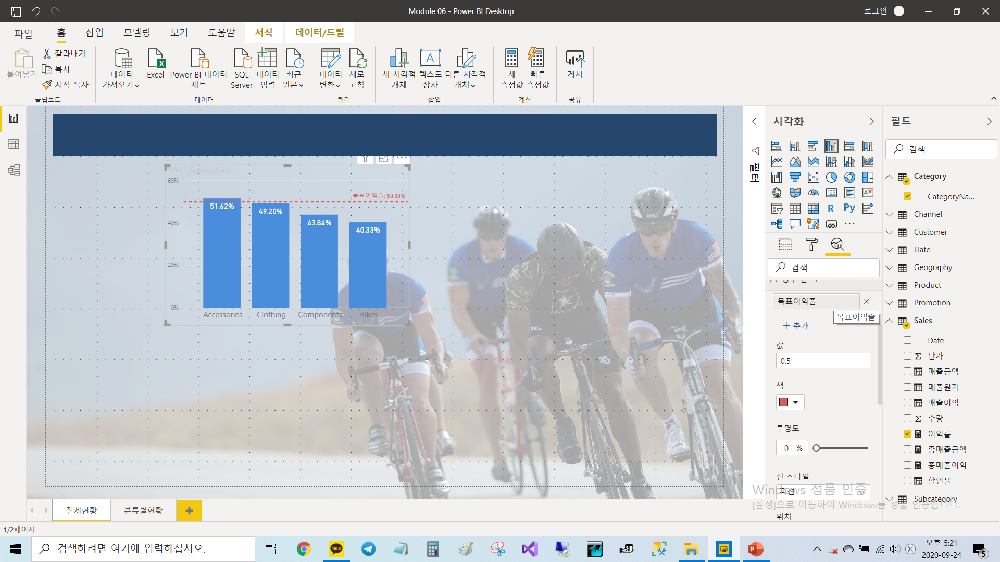 Module 06 - Power BI Desktop
로그인
파일
홈
삽입
모델링
보기
도움말
서식
데이터/드릴
붙여넣기
잘라내기
복사
서식 복사
클립보드
데이터
가져오기
Excel
Power BI 데이터
세트
SQL
Server
데이터
입력
최근
원본
데이터
데이터
변환
새로
고침
쿼리
새 시각적
개체
텍스트
상자
다른 시각적
개체
삽입
새
측정값
빠른
측정값
계산
게시
공유
이익률, CategoryName
60%
40%
20%
0%
목표이익줄: 50.00%
51.62%
49.20%
43.84%
40.33%
Accessories
Clothing
Components
Bikes
필터
시각화
123
R
Py
검색
목표이익줄
목표이익줄
추가
값
0.5
색
투명도
0 %
선 스타일
파선
위치
필드
검색
Category
CategoryNa...
Channel
Customer
Date
Geography
Product
Promotion
Sales
Date
단가
매출금액
매출원가
매출이익
수량
이익률
총매출금액
총매출이익
할인율
Subcategory
Windows 정품 인증
[설정]으로 이동하여 Windows를 정품 인증합니다.
전체현황
분류별현황
1/2페이지
검색하려면 여기에 입력하십시오.
TALK
오후 5:21
2020-09-24
5